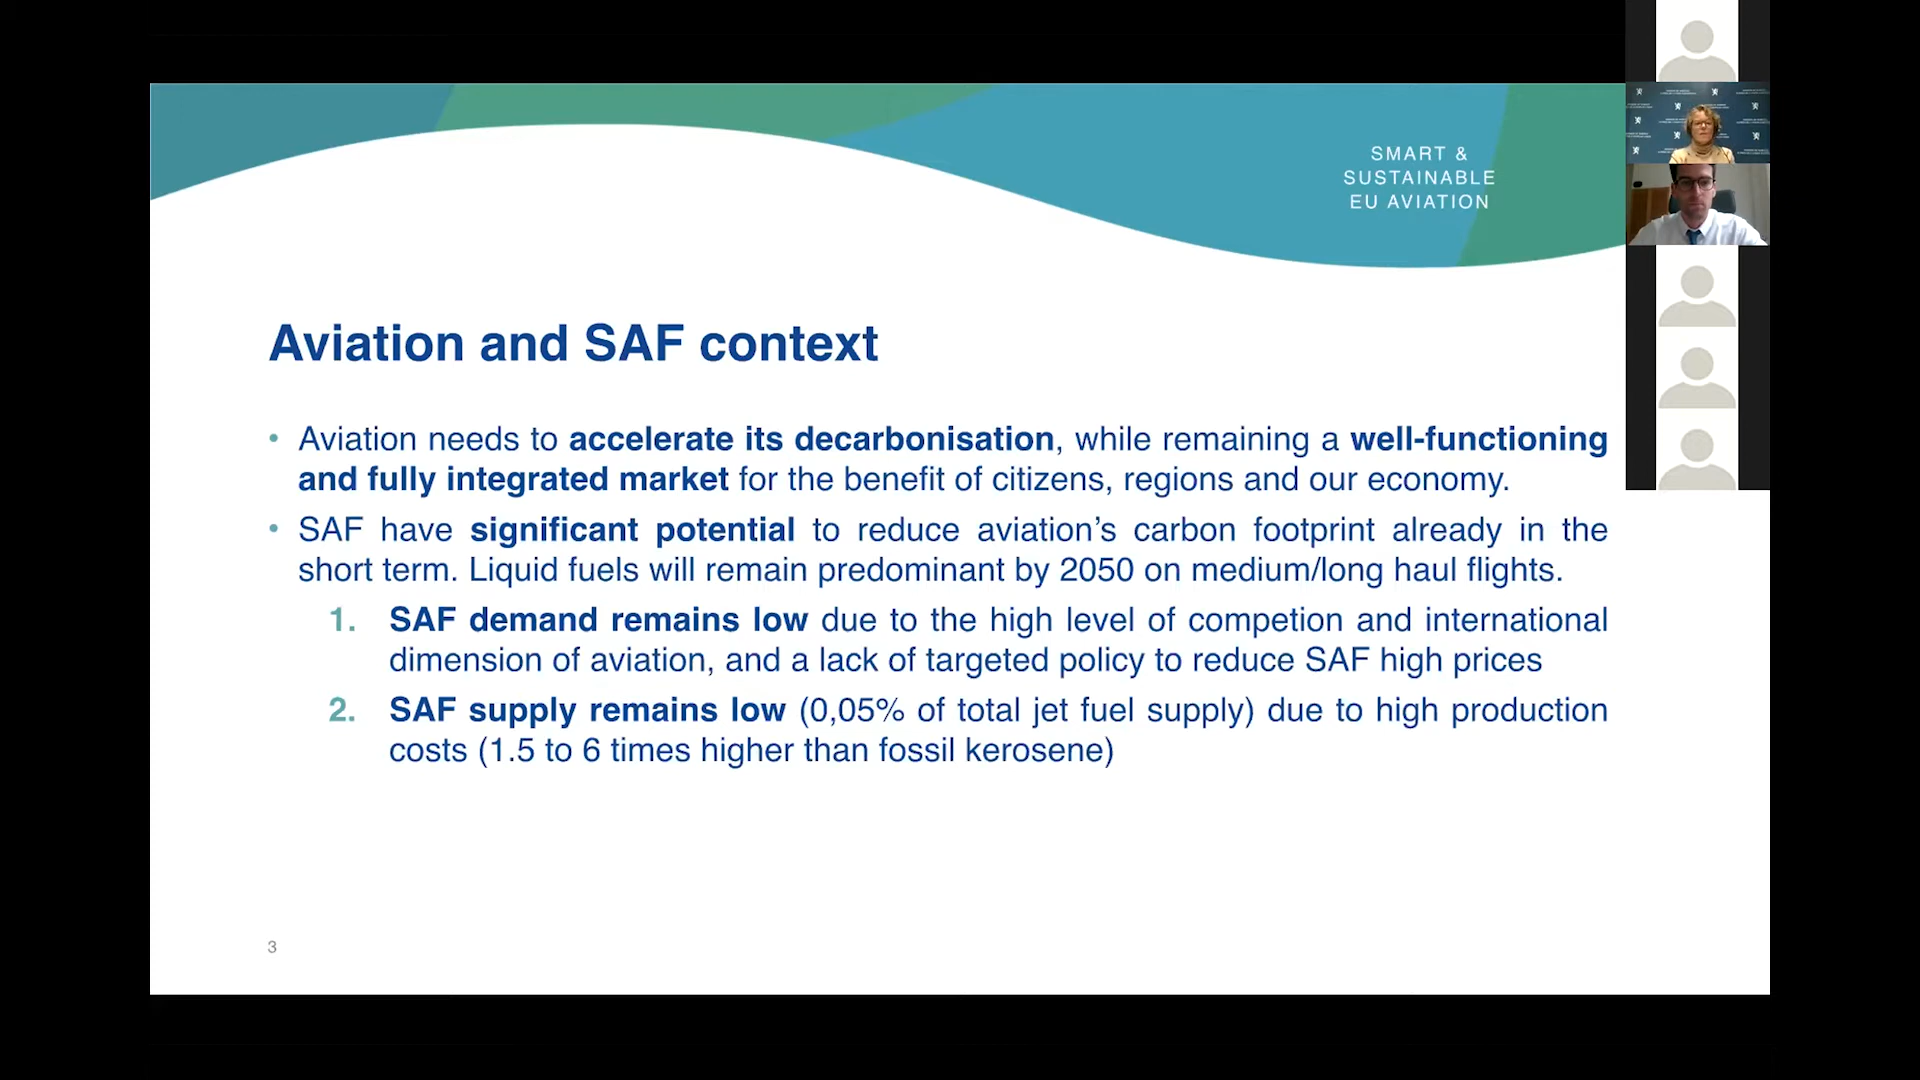 SMART &
SUSTAINABLE
EU AVIATION
Aviation and SAF context
• Aviation needs to accelerate its decarbonisation, while remaining a well-functioning
and fully integrated market for the benefit of citizens, regions and our economy.
• SAF have significant potential to reduce aviation’s carbon footprint already in the
short term. Liquid fuels will remain predominant by 2050 on medium/long haul flights.
1. SAF demand remains low due to the high level of competion and international
dimension of aviation, and a lack of targeted policy to reduce SAF high prices
2. SAF supply remains low (0,05% of total jet fuel supply) due to high production
costs (1.5 to 6 times higher than fossil kerosene)
3